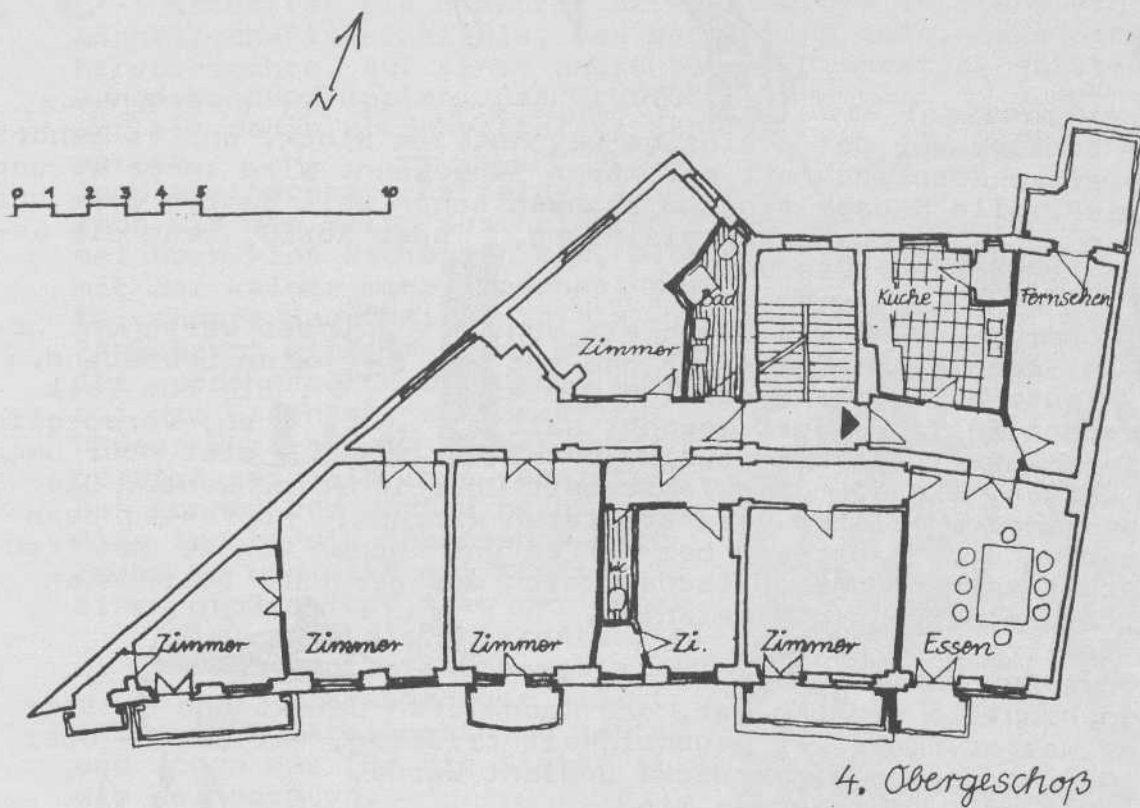 N
0 1 2 3 4 5 10
Bad
Küche
Fernsehen
Zimmer
Zimmer
Zimmer
Zimmer
Zi.
Zimmer
Essen
4. Obergeschoß